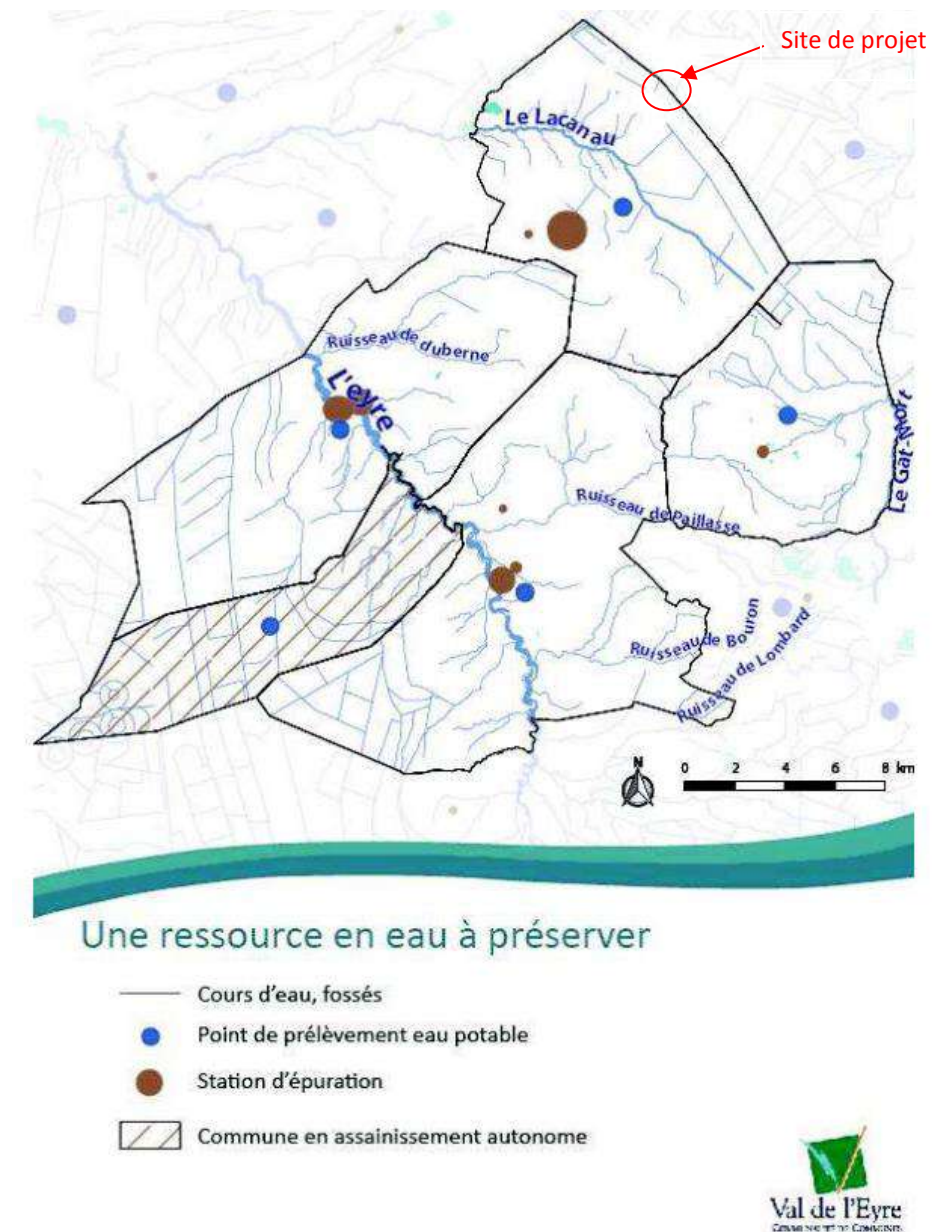 Site de projet
Le Lacanau
Ruisseau de duberne
L'eyre
Le Gat-Mort
Ruisseau de Paillasse
Ruisseau de Bouron
Ruisseau de Lombard
N
0 2 4 6 8 km
Une ressource en eau à préserver
Cours d'eau, fossés
Point de prélèvement eau potable
Station d'épuration
Commune en assainissement autonome
Val de l'Eyre